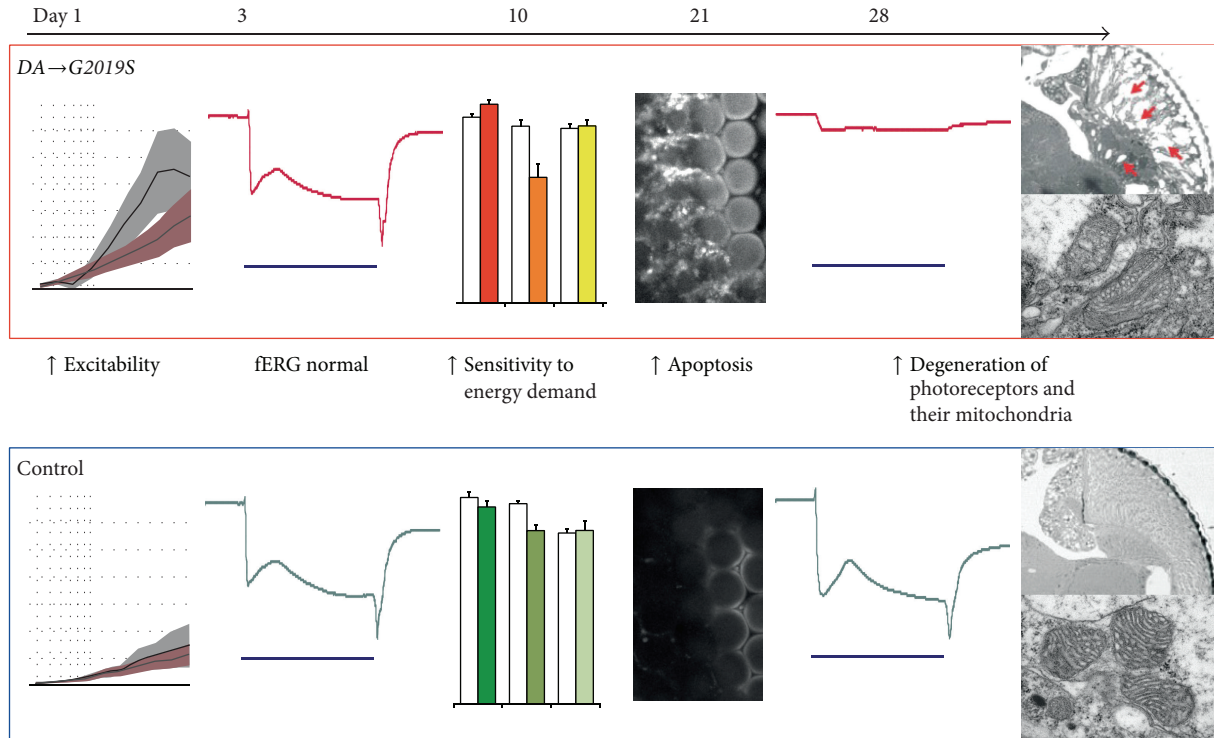 Day 1 3 10 21 28
DA→G2019S
↑ Excitability
fERG normal
↑ Sensitivity to
energy demand
↑ Apoptosis
↑ Degeneration of
photoreceptors and
their mitochondria
Control